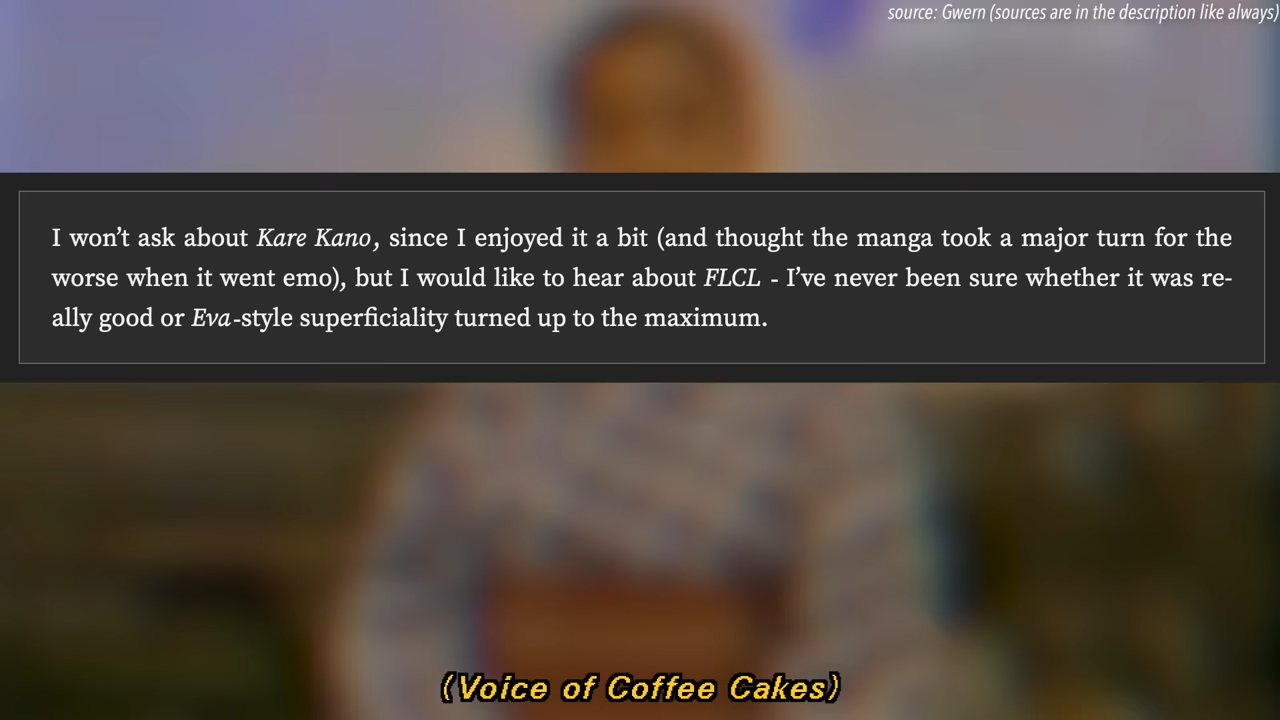 source: Gwern (sources are in the description like always)
I won’t ask about Kare Kano, since I enjoyed it a bit (and thought the manga took a major turn for the
worse when it went emo), but I would like to hear about FLCL - I’ve never been sure whether it was re-
ally good or Eva-style superficiality turned up to the maximum.
(Voice of Coffee Cakes)